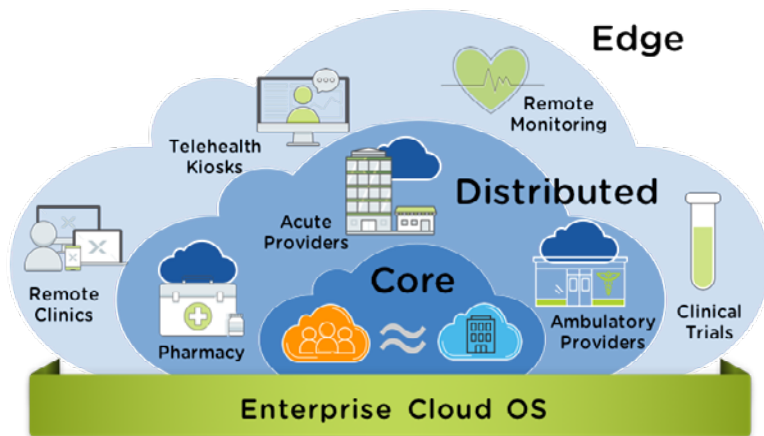 Edge
Remote
Monitoring
Telehealth
Kiosks
Distributed
Acute
Providers
Core
Remote
Clinics
Pharmacy
Ambulatory
Providers
Clinical
Trials
Enterprise Cloud OS